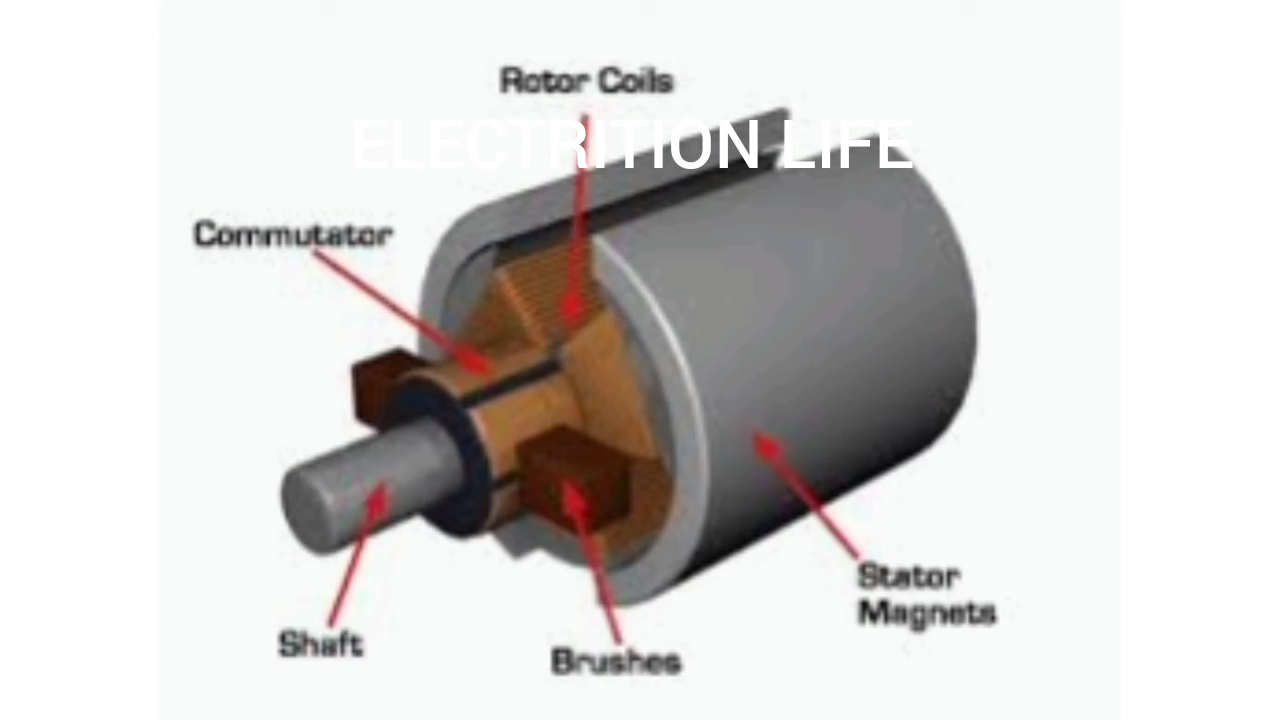 Rotor Coils
ELECTRITION LIFE
Commutator
Stator
Magnets
Shaft
Brushes